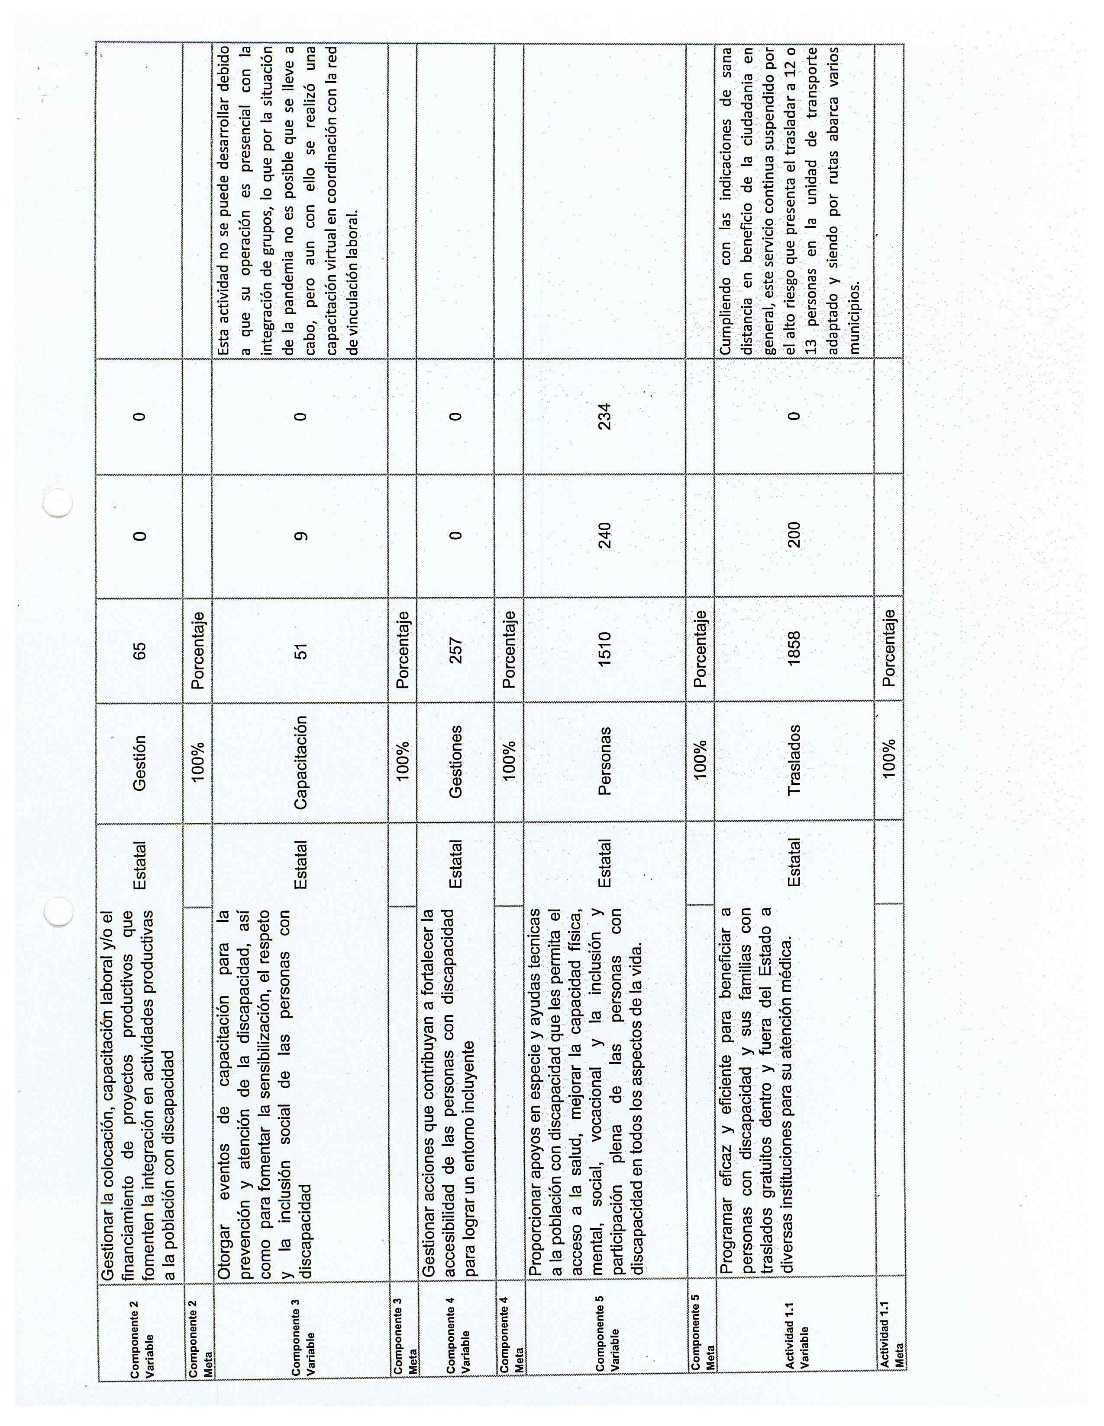 Componente 2
Variable
Gestionar la colocación, capacitación laboral y/o el
financiamiento de proyectos productivos que
fomenten la integración en actividades productivas
a la población con discapacidad
Estatal
Gestión
65
0
0
Componente 2
Meta
100%
Porcentaje
Componente 3
Variable
Otorgar eventos de capacitación para la
prevención y atención de la discapacidad, así
como para fomentar la sensibilización, el respeto
y la inclusión social de las personas con
discapacidad
Estatal
Capacitación
51
9
0
Esta actividad no se puede desarrollar debido
a que su operación es presencial con la
integración de grupos, lo que por la situación
de la pandemia no es posible que se lleve a
cabo, pero aun con ello se realizó una
capacitación virtual en coordinación con la red
de vinculación laboral.
Componente 3
Meta
100%
Porcentaje
Componente 4
Variable
Gestionar acciones que contribuyan a fortalecer la
accesibilidad de las personas con discapacidad
para lograr un entorno incluyente
Estatal
Gestiones
257
0
0
Componente 4
Meta
100%
Porcentaje
Componente 5
Variable
Proporcionar apoyos en especie y ayudas tecnicas
a la población con discapacidad que les permita el
acceso a la salud, mejorar la capacidad física,
mental, social, vocacional y la inclusión y
participación plena de las personas con
discapacidad en todos los aspectos de la vida.
Estatal
Personas
1510
240
234
Componente 5
Meta
100%
Porcentaje
Actividad 1.1
Variable
Programar eficaz y eficiente para beneficiar a
personas con discapacidad y sus familias con
traslados gratuitos dentro y fuera del Estado a
diversas instituciones para su atención médica.
Estatal
Traslados
1858
200
0
Cumpliendo con las indicaciones de sana
distancia en beneficio de la ciudadanía en
general, este servicio continua suspendido por
el alto riesgo que presenta el trasladar a 12 o
13 personas en la unidad de transporte
adaptado y siendo por rutas abarca varios
municipios.
Actividad 1.1
Meta
100%
Porcentaje